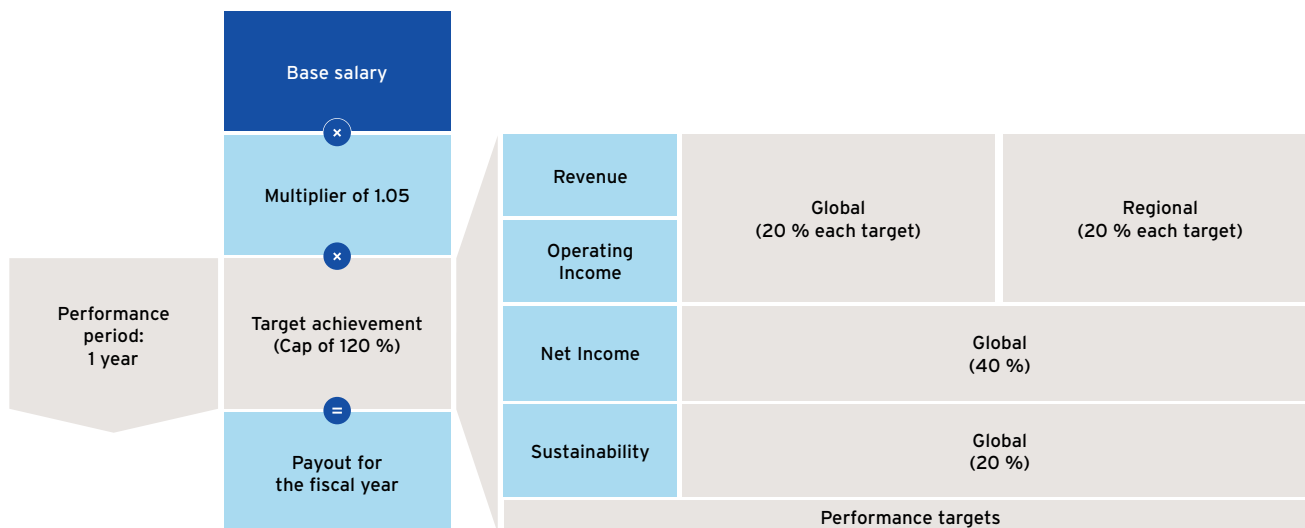 Base salary
×
Multiplier of 1.05
×
Performance
period:
1 year
Target achievement
(Cap of 120 %)
=
Payout for
the fiscal year
Revenue
Operating
Income
Global
(20 % each target)
Regional
(20 % each target)
Net Income
Global
(40 %)
Sustainability
Global
(20 %)
Performance targets